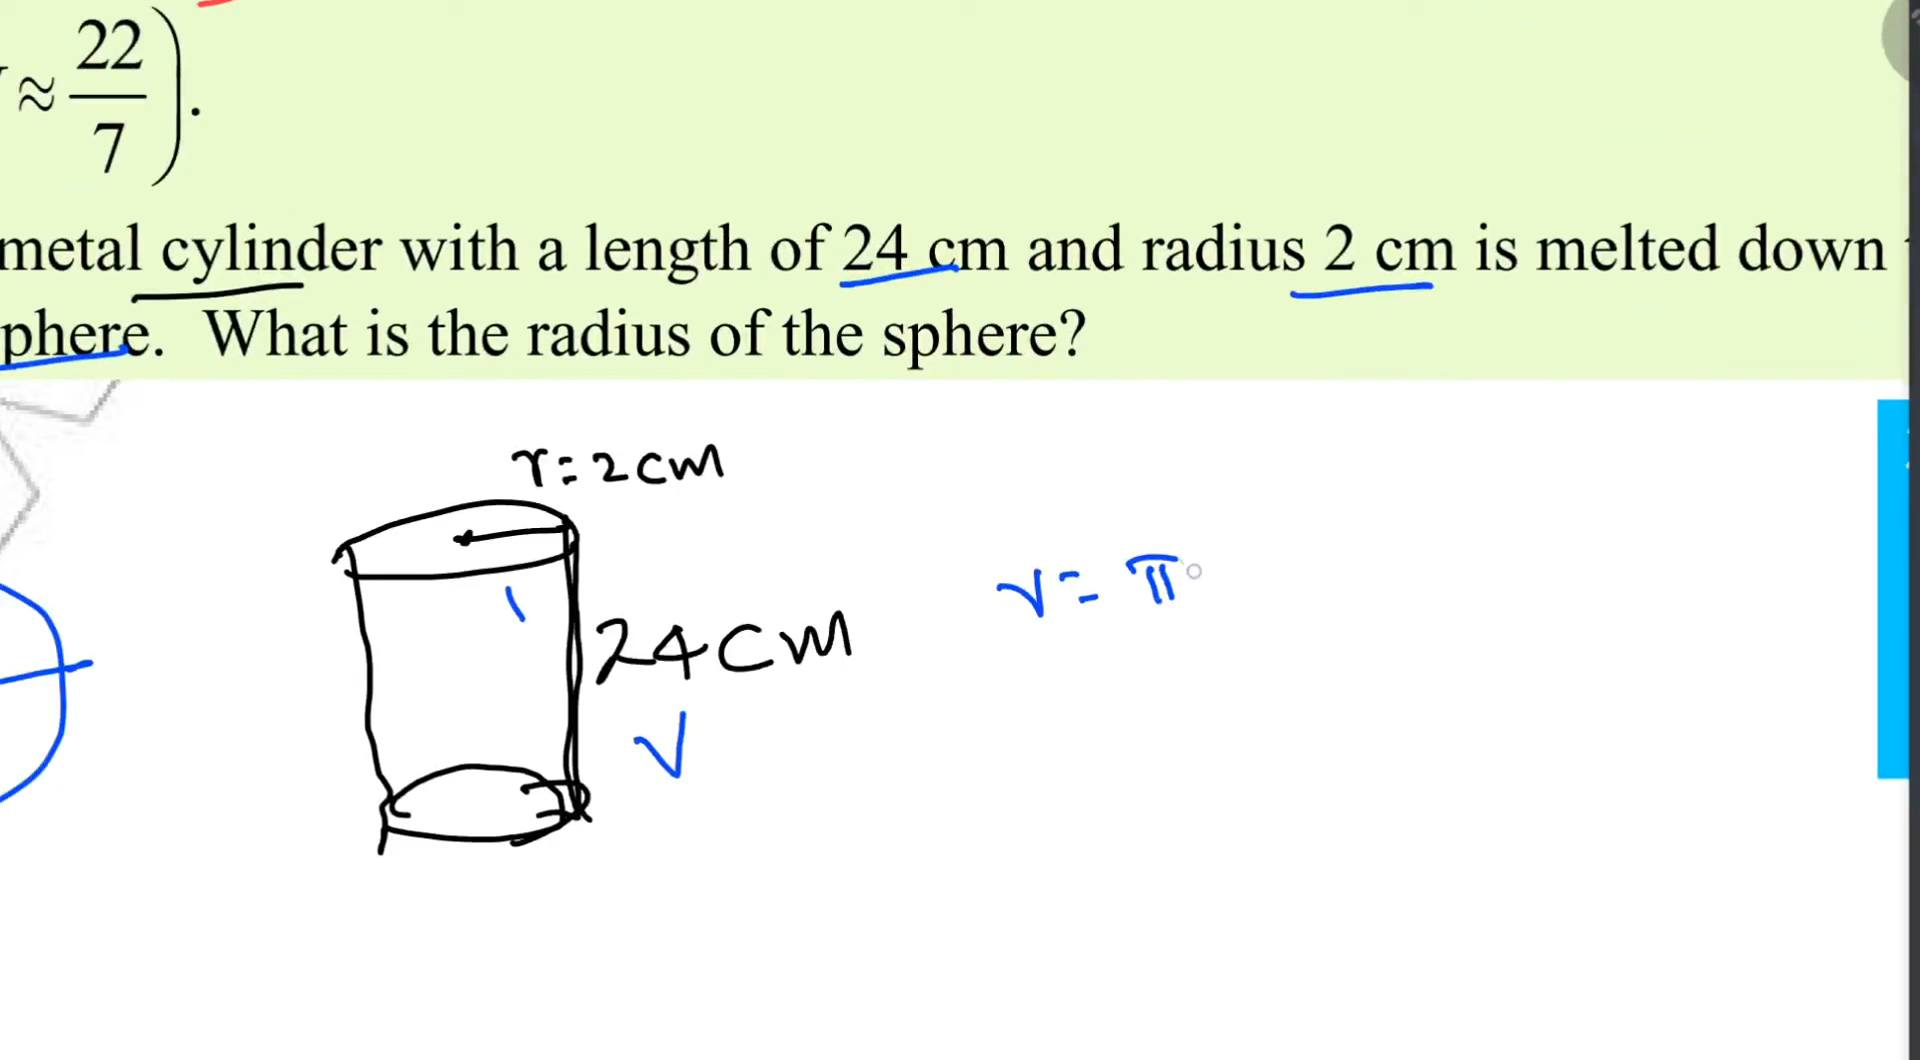 ≈ 22/7).
metal cylinder with a length of 24 cm and radius 2 cm is melted down
phere. What is the radius of the sphere?
r=2cm
V= π
24cm
V